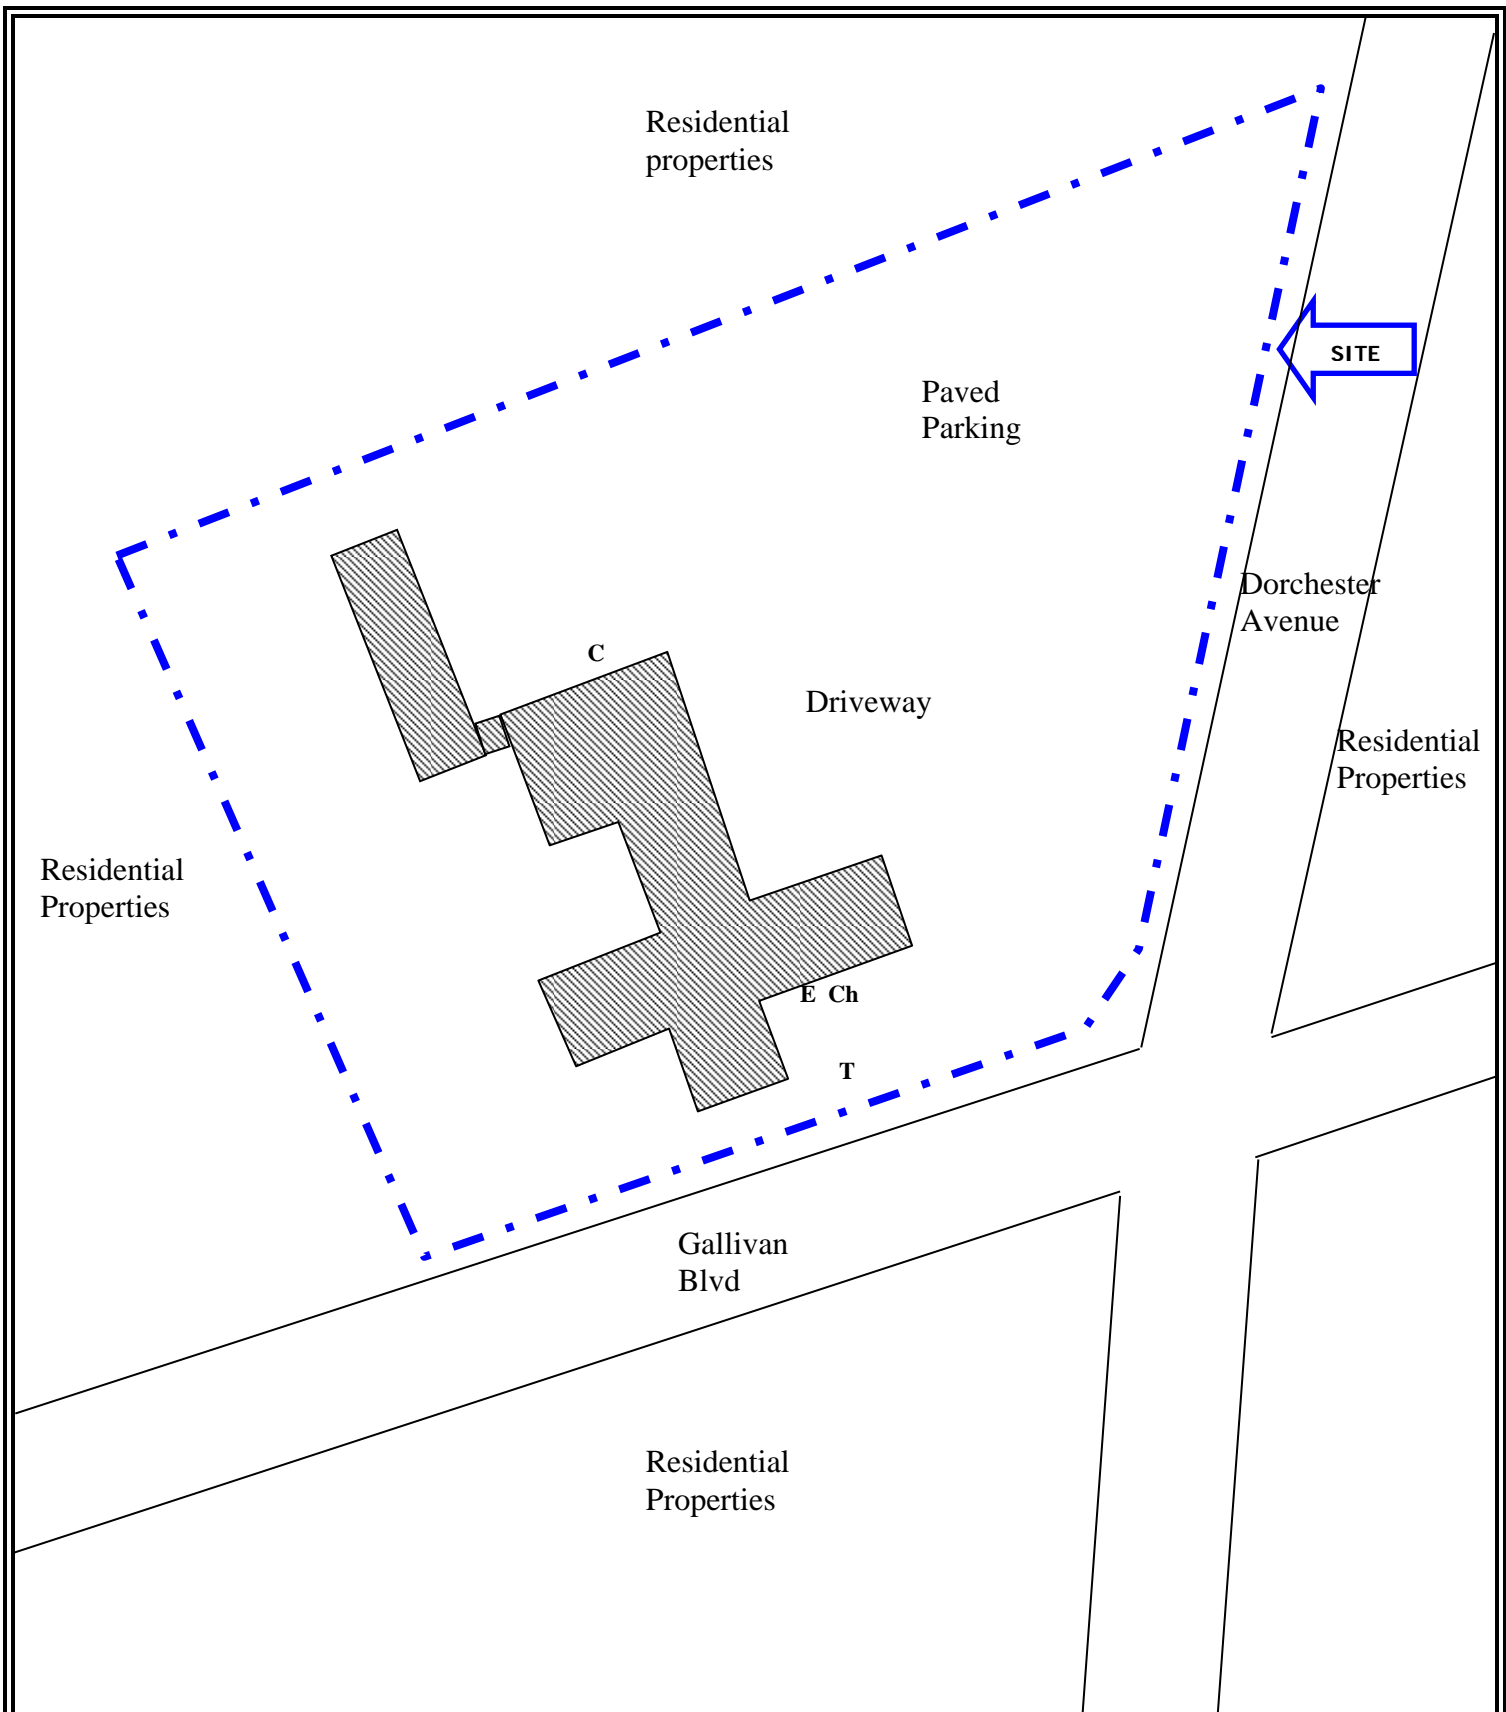 Residential
properties
SITE
Paved
Parking
Dorchester
Avenue
C
Driveway
Residential
Properties
Residential
Properties
E Ch
T
Gallivan
Blvd
Residential
Properties